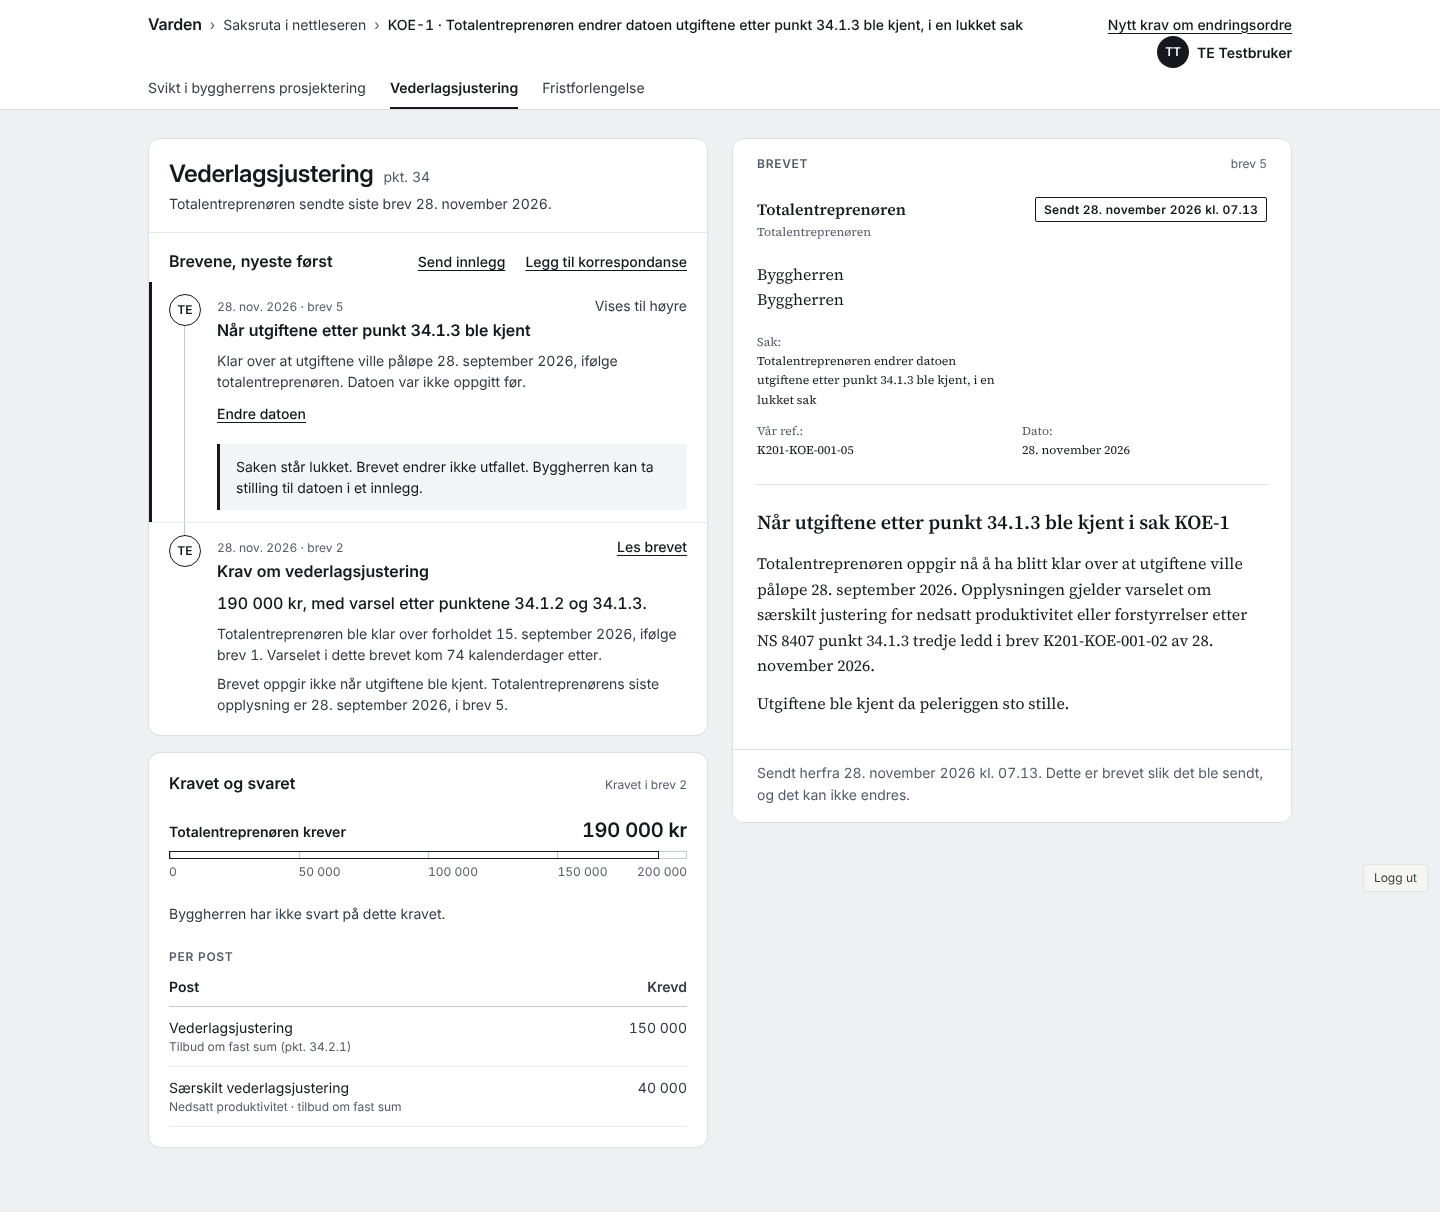 Varden › Saksruta i nettleseren › KOE-1 · Totalentreprenøren endrer datoen utgiftene etter punkt 34.1.3 ble kjent, i en lukket sak
Nytt krav om endringsordre
TT TE Testbruker
Svikt i byggherrens prosjektering Vederlagsjustering Fristforlengelse
Vederlagsjustering pkt. 34
Totalentreprenøren sendte siste brev 28. november 2026.
Brevene, nyeste først Send innlegg Legg til korrespondanse
TE 28. nov. 2026 · brev 5 Vises til høyre
Når utgiftene etter punkt 34.1.3 ble kjent
Klar over at utgiftene ville påløpe 28. september 2026, ifølge
totalentreprenøren. Datoen var ikke oppgitt før.
Endre datoen
Saken står lukket. Brevet endrer ikke utfallet. Byggherren kan ta
stilling til datoen i et innlegg.
TE 28. nov. 2026 · brev 2 Les brevet
Krav om vederlagsjustering
190 000 kr, med varsel etter punktene 34.1.2 og 34.1.3.
Totalentreprenøren ble klar over forholdet 15. september 2026, ifølge
brev 1. Varselet i dette brevet kom 74 kalenderdager etter.
Brevet oppgir ikke når utgiftene ble kjent. Totalentreprenørens siste
opplysning er 28. september 2026, i brev 5.
Kravet og svaret Kravet i brev 2
Totalentreprenøren krever 190 000 kr
0 50 000 100 000 150 000 200 000
Byggherren har ikke svart på dette kravet.
PER POST
Post Krevd
Vederlagsjustering 150 000
Tilbud om fast sum (pkt. 34.2.1)
Særskilt vederlagsjustering 40 000
Nedsatt produktivitet · tilbud om fast sum
BREVET brev 5
Totalentreprenøren Sendt 28. november 2026 kl. 07.13
Totalentreprenøren
Byggherren
Byggherren
Sak:
Totalentreprenøren endrer datoen
utgiftene etter punkt 34.1.3 ble kjent, i en
lukket sak
Vår ref.: Dato:
K201-KOE-001-05 28. november 2026
Når utgiftene etter punkt 34.1.3 ble kjent i sak KOE-1
Totalentreprenøren oppgir nå å ha blitt klar over at utgiftene ville
påløpe 28. september 2026. Opplysningen gjelder varselet om
særskilt justering for nedsatt produktivitet eller forstyrrelser etter
NS 8407 punkt 34.1.3 tredje ledd i brev K201-KOE-001-02 av 28.
november 2026.
Utgiftene ble kjent da peleriggen sto stille.
Sendt herfra 28. november 2026 kl. 07.13. Dette er brevet slik det ble sendt,
og det kan ikke endres.
Logg ut